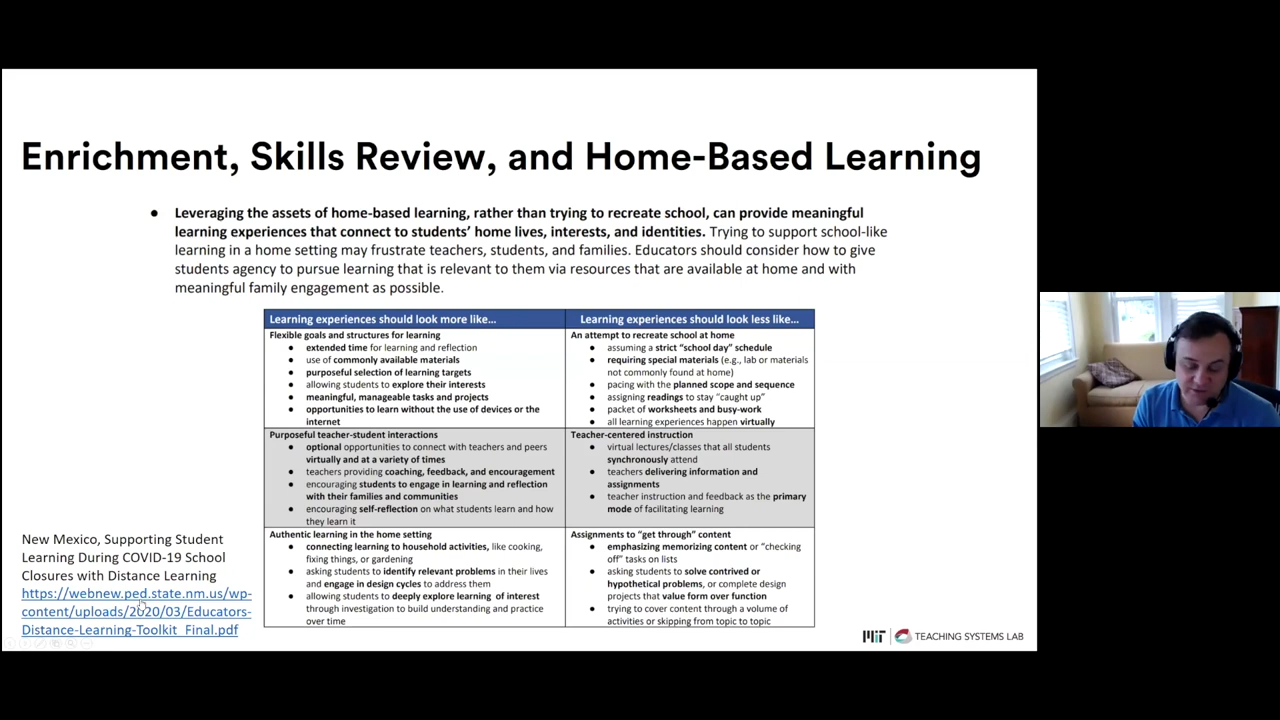 Enrichment, Skills Review, and Home-Based Learning
● Leveraging the assets of home-based learning, rather than trying to recreate school, can provide meaningful
learning experiences that connect to students' home lives, interests, and identities. Trying to support school-like
learning in a home setting may frustrate teachers, students, and families. Educators should consider how to give
students agency to pursue learning that is relevant to them via resources that are available at home and with
meaningful family engagement as possible.
Learning experiences should look more like…
Flexible goals and structures for learning
● extended time for learning and reflection
● use of commonly available materials
● purposeful selection of learning targets
● allowing students to explore their interests
● meaningful, manageable tasks and projects
● opportunities to learn without the use of devices or the
internet
Learning experiences should look less like…
An attempt to recreate school at home
● assuming a strict “school day” schedule
● requiring special materials (e.g., lab or materials
not commonly found at home)
● pacing with the planned scope and sequence
● assigning readings to stay “caught up”
● packet of worksheets and busy-work
● all learning experiences happen virtually
Purposeful teacher-student interactions
● optional opportunities to connect with teachers and peers
virtually and at a variety of times
● teachers providing coaching, feedback, and encouragement
● encouraging students to engage in learning and reflection
with their families and communities
● encouraging self-reflection on what students learn and how
they learn it
Teacher-centered instruction
● virtual lectures/classes that all students
synchronously attend
● teachers delivering information and
assignments
● teacher instruction and feedback as the primary
mode of facilitating learning
Authentic learning in the home setting
● connecting learning to household activities, like cooking,
fixing things, or gardening
● asking students to identify relevant problems in their lives
and engage in design cycles to address them
● allowing students to deeply explore learning of interest
through investigation to build understanding and practice
over time
Assignments to “get through” content
● emphasizing memorizing content or “checking
off” tasks on lists
● asking students to solve contrived or
hypothetical problems, or complete design
projects that value form over function
● trying to cover content through a volume of
activities or skipping from topic to topic
New Mexico, Supporting Student
Learning During COVID-19 School
Closures with Distance Learning
https://webnew.ped.state.nm.us/wp-
content/uploads/2020/03/Educators-
Distance-Learning-Toolkit_Final.pdf
MIT TEACHING SYSTEMS LAB